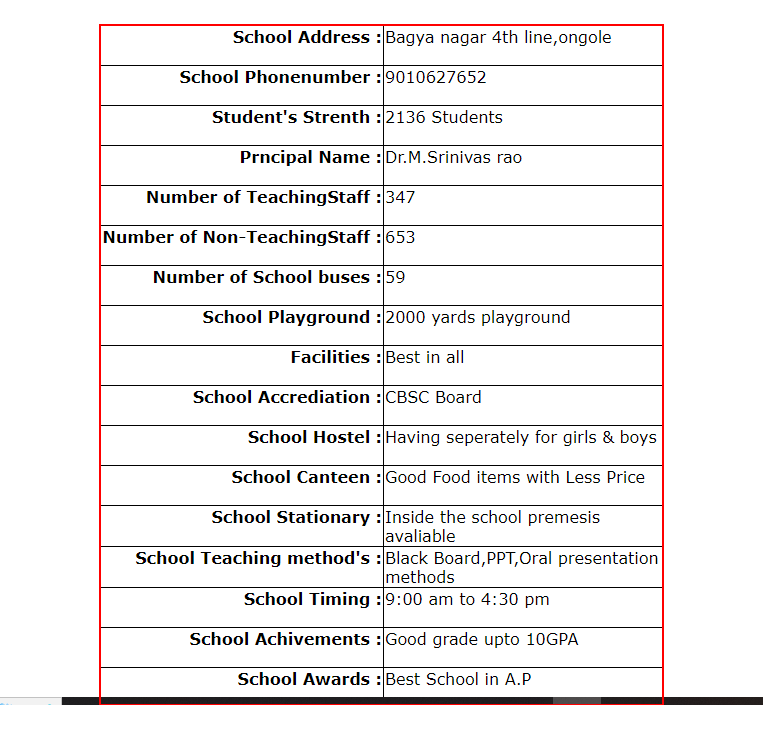 School Address : Bagya nagar 4th line,ongole
School Phonenumber : 9010627652
Student's Strenth : 2136 Students
Prncipal Name : Dr.M.Srinivas rao
Number of TeachingStaff : 347
Number of Non-TeachingStaff : 653
Number of School buses : 59
School Playground : 2000 yards playground
Facilities : Best in all
School Accrediation : CBSC Board
School Hostel : Having seperately for girls & boys
School Canteen : Good Food items with Less Price
School Stationary : Inside the school premesis
avaliable
School Teaching method's : Black Board,PPT,Oral presentation
methods
School Timing : 9:00 am to 4:30 pm
School Achivements : Good grade upto 10GPA
School Awards : Best School in A.P